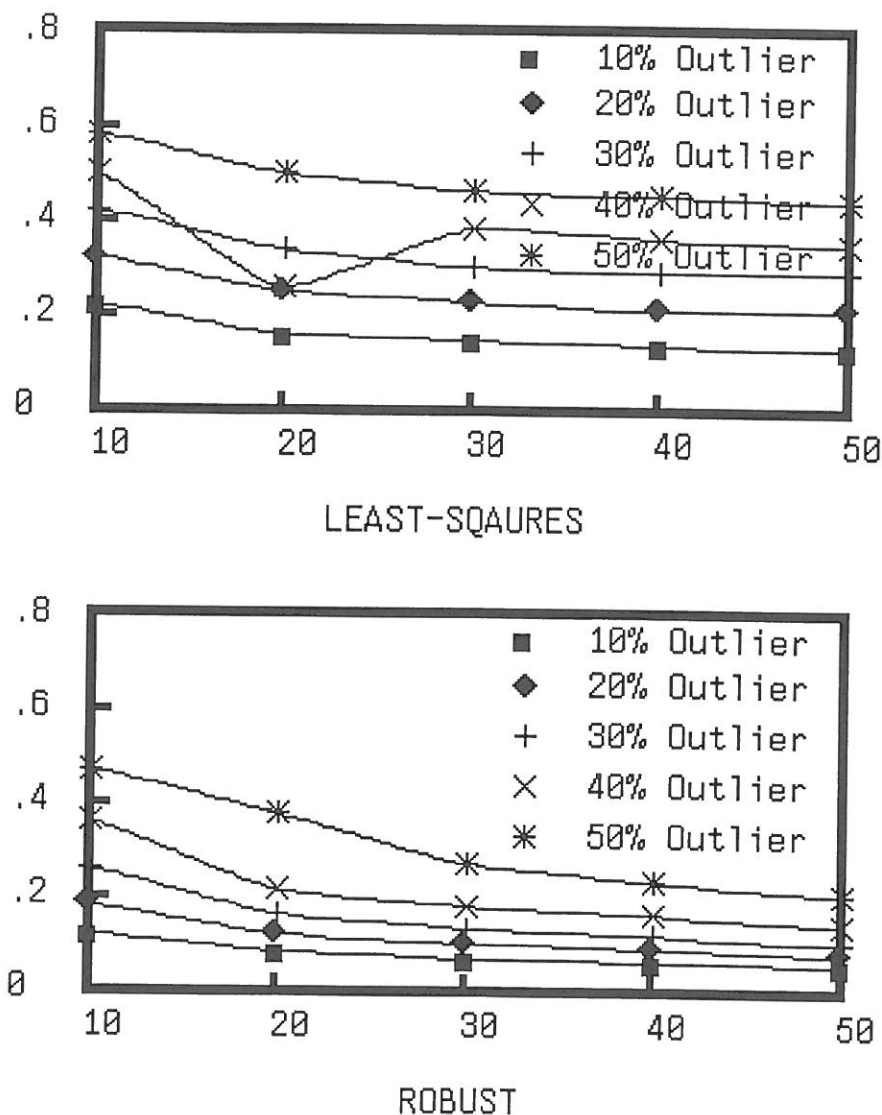 .8
10% Outlier
20% Outlier
.6
30% Outlier
.4
40% Outlier
50% Outlier
.2
0
10 20 30 40 50
LEAST-SQAURES
.8
10% Outlier
20% Outlier
.6
30% Outlier
40% Outlier
.4
50% Outlier
.2
0
10 20 30 40 50
ROBUST